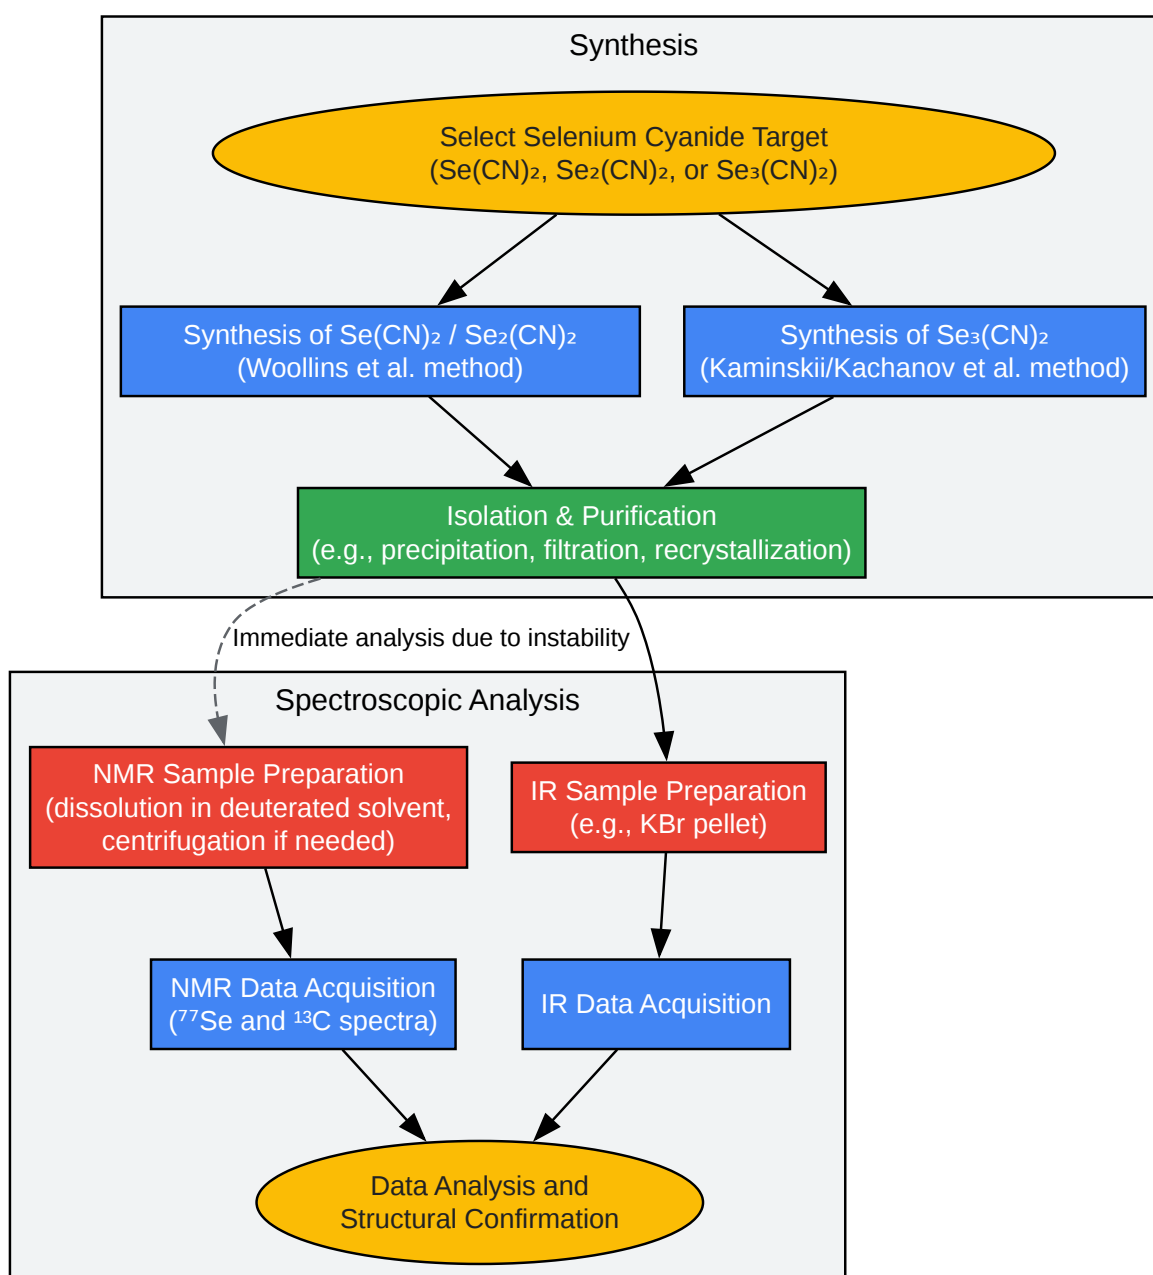 Synthesis
Select Selenium Cyanide Target
(Se(CN)₂, Se₂(CN)₂, or Se₃(CN)₂)
Synthesis of Se(CN)₂ / Se₂(CN)₂
(Woollins et al. method)
Synthesis of Se₃(CN)₂
(Kaminskii/Kachanov et al. method)
Isolation & Purification
(e.g., precipitation, filtration, recrystallization)
Immediate analysis due to instability
Spectroscopic Analysis
NMR Sample Preparation
(dissolution in deuterated solvent,
centrifugation if needed)
IR Sample Preparation
(e.g., KBr pellet)
NMR Data Acquisition
(⁷⁷Se and ¹³C spectra)
IR Data Acquisition
Data Analysis and
Structural Confirmation